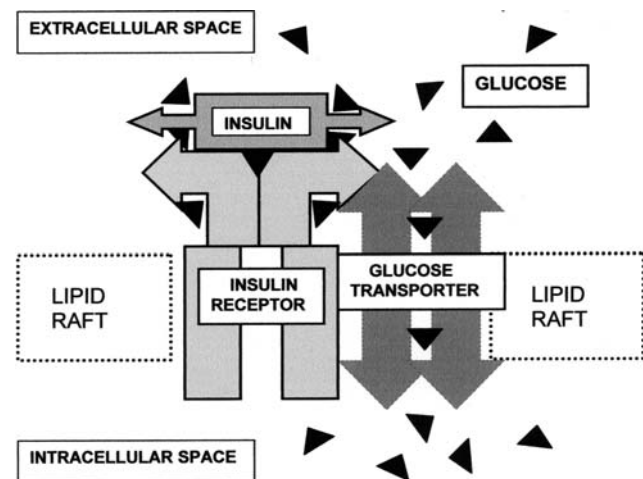 EXTRACELLULAR SPACE
GLUCOSE
INSULIN
LIPID
RAFT
INSULIN
RECEPTOR
GLUCOSE
TRANSPORTER
LIPID
RAFT
INTRACELLULAR SPACE